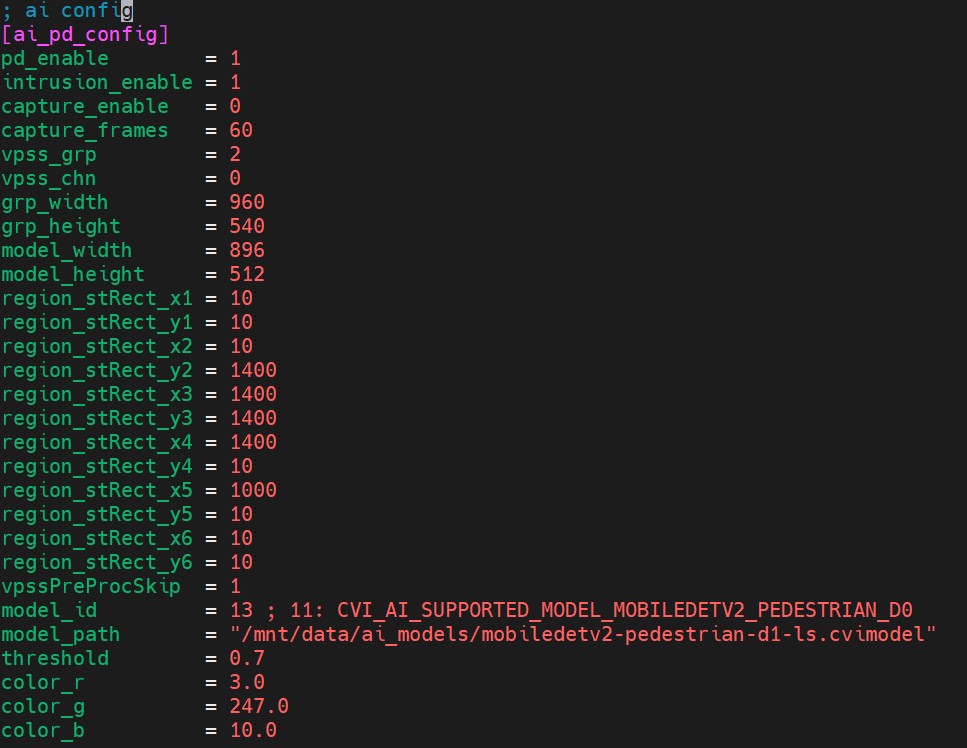 ; ai config
[ai_pd_config]
pd_enable        = 1
intrusion_enable = 1
capture_enable   = 0
capture_frames   = 60
vpss_grp         = 2
vpss_chn         = 0
grp_width        = 960
grp_height       = 540
model_width      = 896
model_height     = 512
region_stRect_x1 = 10
region_stRect_y1 = 10
region_stRect_x2 = 10
region_stRect_y2 = 1400
region_stRect_x3 = 1400
region_stRect_y3 = 1400
region_stRect_x4 = 1400
region_stRect_y4 = 10
region_stRect_x5 = 1000
region_stRect_y5 = 10
region_stRect_x6 = 10
region_stRect_y6 = 10
vpssPreProcSkip  = 1
model_id         = 13 ; 11: CVI_AI_SUPPORTED_MODEL_MOBILEDETV2_PEDESTRIAN_D0
model_path       = "/mnt/data/ai_models/mobiledetv2-pedestrian-d1-ls.cvimodel"
threshold        = 0.7
color_r          = 3.0
color_g          = 247.0
color_b          = 10.0